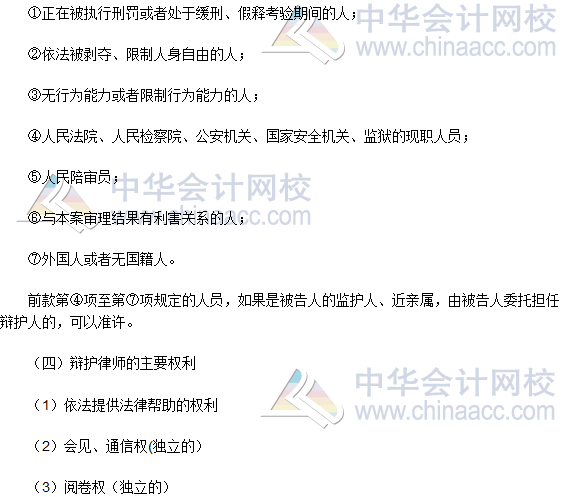 ①正在被执行刑罚或者处于缓刑、假释考验期间的人；
中华会计网校
www.chinaacc.com
②依法被剥夺、限制人身自由的人；
③无行为能力或者限制行为能力的人；
④人民法院、人民检察院、公安机关、国家安全机关、监狱的现职人员；
⑤人民陪审员；
中华会计网校
www.chinaacc.com
⑥与本案审理结果有利害关系的人；
⑦外国人或者无国籍人。
前款第④项至第⑦项规定的人员，如果是被告人的监护人、近亲属，由被告人委托担任
辩护人的，可以准许。
（四）辩护律师的主要权利
中华会计网校
www.chinaacc.com
（1）依法提供法律帮助的权利
（2）会见、通信权(独立的）
（3）阅卷权（独立的）